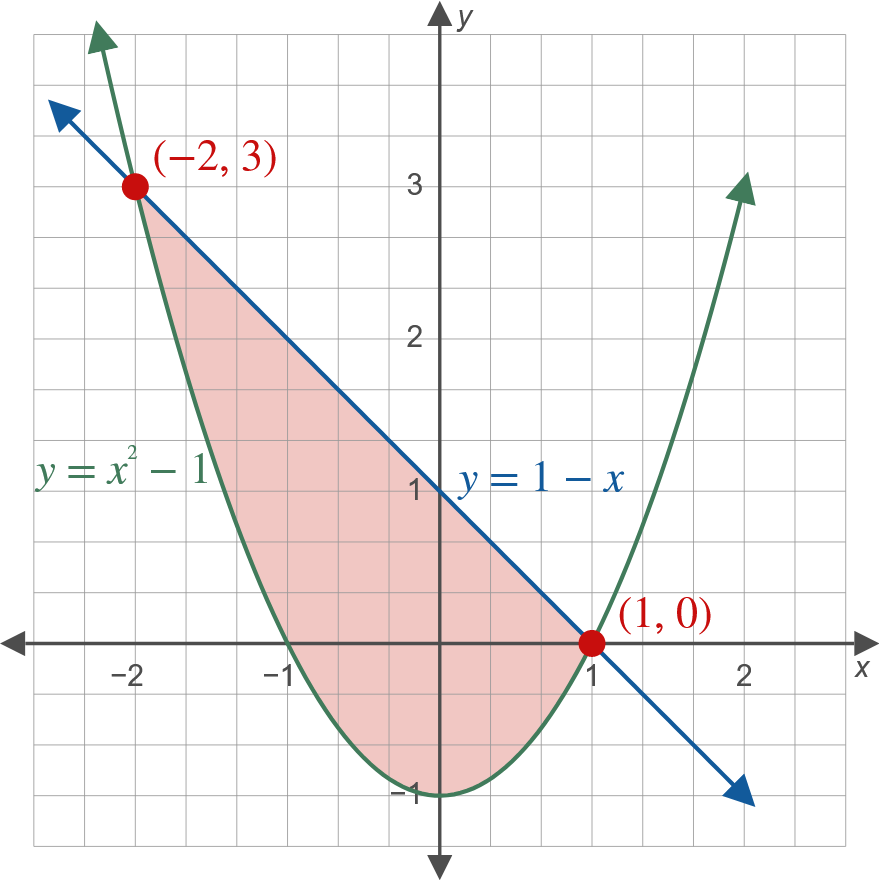 y
(−2, 3)
3
2
y = x² − 1
1
y = 1 − x
(1, 0)
−2
−1
1
2
x
−1